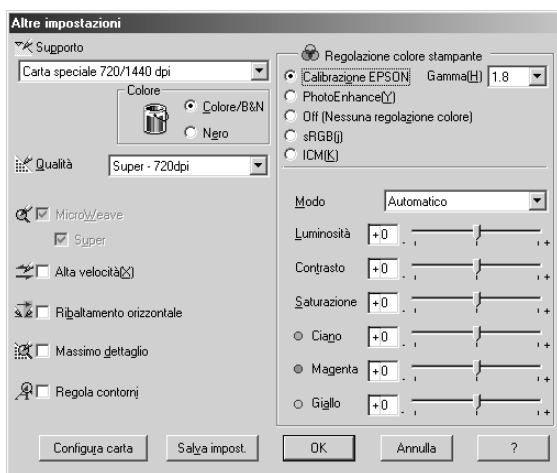 Altre impostazioni
Supporto
Carta speciale 720/1440 dpi
Colore
Colore/B&N
Nero
Qualità
Super - 720dpi
MicroWeave
Super
Alta velocità(X)
Ribaltamento orizzontale
Massimo dettaglio
Regola contorni
Regolazione colore stampante
Calibrazione EPSON
Gamma(H)
1.8
PhotoEnhance(Y)
Off (Nessuna regolazione colore)
sRGB(j)
ICM(K)
Modo
Automatico
Luminosità
+0
- +
Contrasto
+0
- +
Saturazione
+0
- +
Ciano
+0
- +
Magenta
+0
- +
Giallo
+0
- +
Configura carta
Salva impost.
OK
Annulla
?